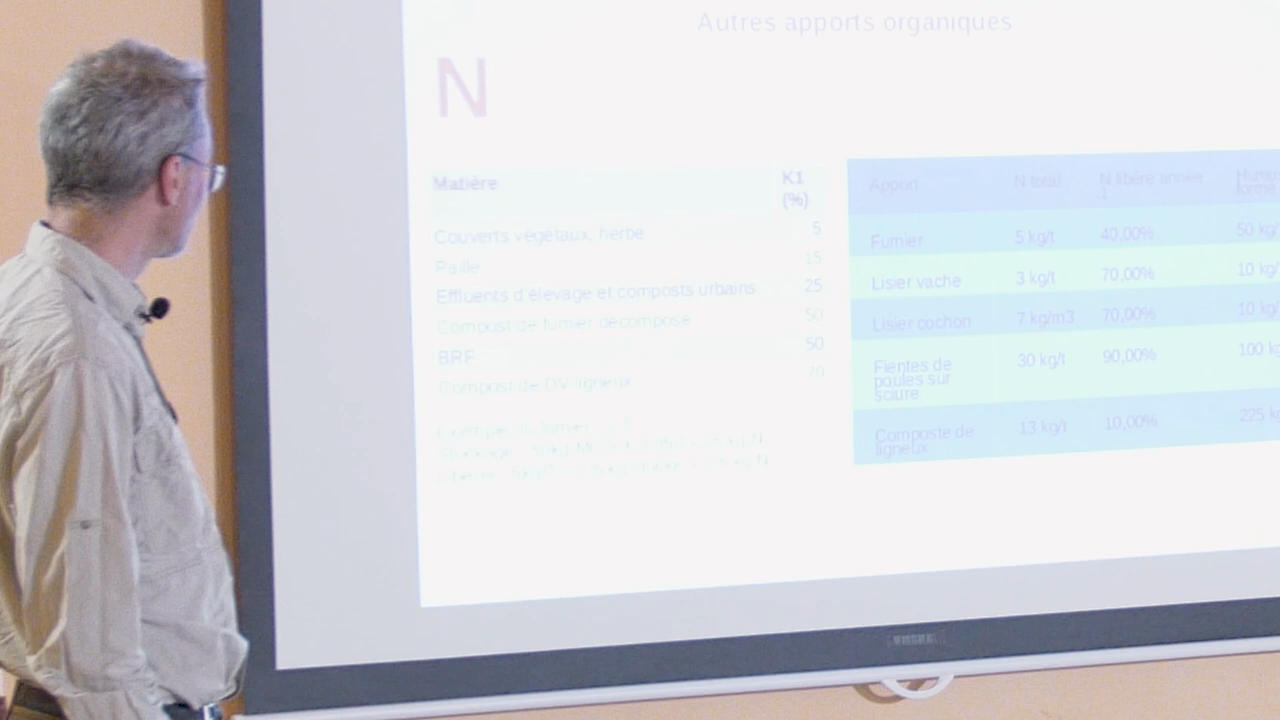 Autres apports organiques
N
Matière K1 (%)
Couverts végétaux, herbe 5
Paille 15
Effluents d'élevage et composts urbains 25
Compost de fumier décomposé 50
BRF 50
Compost de DV ligneux 70
Apport N total N libéré année 1
Fumier 5 kg/t 40,00% 50 kg/
Lisier vache 3 kg/t 70,00% 10 kg/
Lisier cochon 7 kg/m3 70,00% 10 kg/
Fientes de poules sur sciure 30 kg/t 90,00% 100 kg
Composte de ligneux 13 kg/t 10,00% 225 k